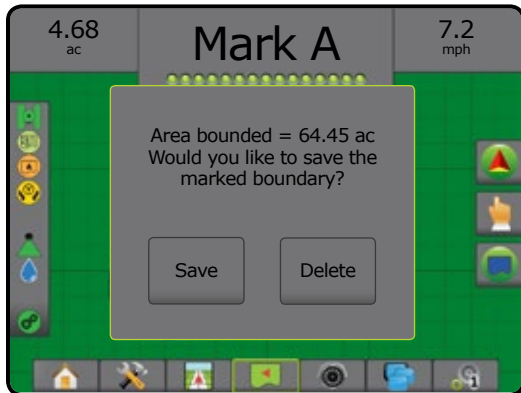 4.68
ac
Mark A
7.2
mph
Area bounded = 64.45 ac
Would you like to save the
marked boundary?
Save
Delete
1